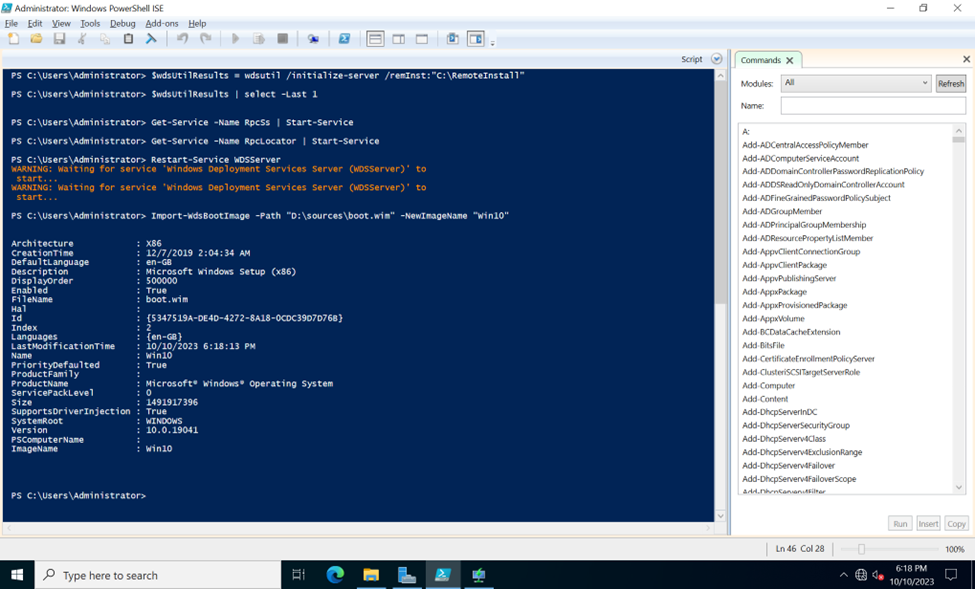 Administrator: Windows PowerShell ISE
File Edit View Tools Debug Add-ons Help
Script
PS C:\Users\Administrator> $wdsUtilResults = wdsutil /initialize-server /remInst:"C:\RemoteInstall"
PS C:\Users\Administrator> $wdsUtilResults | select -Last 1
PS C:\Users\Administrator> Get-Service -Name RpcSs | Start-Service
PS C:\Users\Administrator> Get-Service -Name RpcLocator | Start-Service
PS C:\Users\Administrator> Restart-Service WDSServer
WARNING: Waiting for service 'Windows Deployment Services Server (WDSServer)' to
start...
WARNING: Waiting for service 'Windows Deployment Services Server (WDSServer)' to
start...
PS C:\Users\Administrator> Import-WdsBootImage -Path "D:\sources\boot.wim" -NewImageName "Win10"
Architecture : X86
CreationTime : 12/7/2019 2:04:34 AM
DefaultLanguage : en-GB
Description : Microsoft Windows Setup (x86)
DisplayOrder : 500000
Enabled : True
FileName : boot.wim
Hal :
Id : {5347519A-DE4D-4272-8A18-0CDC39D7D76B}
Index : 2
Languages : {en-GB}
LastModificationTime : 10/10/2023 6:18:13 PM
Name : Win10
PriorityDefaulted : True
ProductFamily :
ProductName : Microsoft® Windows® Operating System
ServicePackLevel : 0
Size : 1491917396
SupportsDriverInjection : True
SystemRoot : WINDOWS
Version : 10.0.19041
PSComputerName :
ImageName : Win10
PS C:\Users\Administrator>
Commands
Modules: All Refresh
Name:
A:
Add-ADCentralAccessPolicyMember
Add-ADComputerServiceAccount
Add-ADDomainControllerPasswordReplicationPolicy
Add-ADDSReadOnlyDomainControllerAccount
Add-ADFineGrainedPasswordPolicySubject
Add-ADGroupMember
Add-ADPrincipalGroupMembership
Add-ADResourcePropertyListMember
Add-AppvClientConnectionGroup
Add-AppvClientPackage
Add-AppvPublishingServer
Add-AppxPackage
Add-AppxProvisionedPackage
Add-AppxVolume
Add-BCDataCacheExtension
Add-BitsFile
Add-CertificateEnrollmentPolicyServer
Add-ClusteriSCSITargetServerRole
Add-Computer
Add-Content
Add-DhcpServerInDC
Add-DhcpServerSecurityGroup
Add-DhcpServerv4Class
Add-DhcpServerv4ExclusionRange
Add-DhcpServerv4Failover
Add-DhcpServerv4FailoverScope
Add-DhcpServerv4Filter
Run Insert Copy
Ln 46 Col 28 100%
Type here to search
6:18 PM
10/10/2023